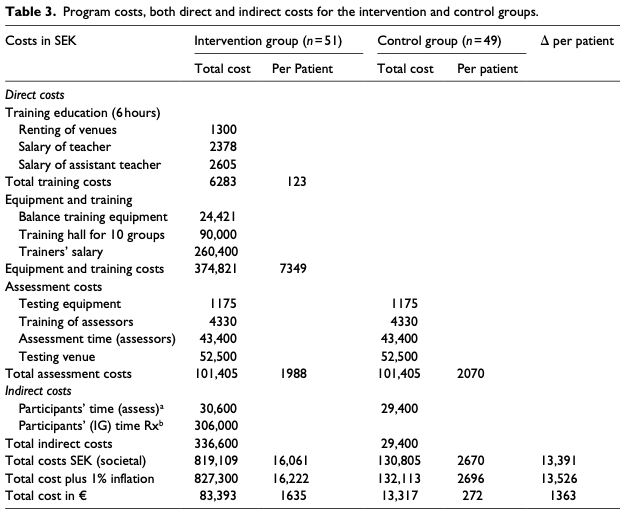 Table 3. Program costs, both direct and indirect costs for the intervention and control groups.
Costs in SEK Intervention group (n = 51) Control group (n = 49) Δ per patient
Total cost Per Patient Total cost Per patient
Direct costs
Training education (6 hours)
Renting of venues 1300
Salary of teacher 2378
Salary of assistant teacher 2605
Total training costs 6283 123
Equipment and training
Balance training equipment 24,421
Training hall for 10 groups 90,000
Trainers' salary 260,400
Equipment and training costs 374,821 7349
Assessment costs
Testing equipment 1175 1175
Training of assessors 4330 4330
Assessment time (assessors) 43,400 43,400
Testing venue 52,500 52,500
Total assessment costs 101,405 1988 101,405 2070
Indirect costs
Participants' time (assess)a 30,600 29,400
Participants' (IG) time Rxb 306,000
Total indirect costs 336,600 29,400
Total costs SEK (societal) 819,109 16,061 130,805 2670 13,391
Total cost plus 1% inflation 827,300 16,222 132,113 2696 13,526
Total cost in € 83,393 1635 13,317 272 1363